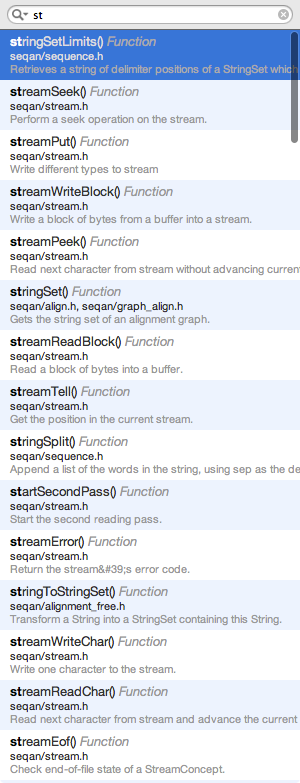 st
stringSetLimits() Function
seqan/sequence.h
Retrieves a string of delimiter positions of a StringSet which
streamSeek() Function
seqan/stream.h
Perform a seek operation on the stream.
streamPut() Function
seqan/stream.h
Write different types to stream
streamWriteBlock() Function
seqan/stream.h
Write a block of bytes from a buffer into a stream.
streamPeek() Function
seqan/stream.h
Read next character from stream without advancing current
stringSet() Function
seqan/align.h, seqan/graph_align.h
Gets the string set of an alignment graph.
streamReadBlock() Function
seqan/stream.h
Read a block of bytes into a buffer.
streamTell() Function
seqan/stream.h
Get the position in the current stream.
stringSplit() Function
seqan/sequence.h
Append a list of the words in the string, using sep as the de
startSecondPass() Function
seqan/stream.h
Start the second reading pass.
streamError() Function
seqan/stream.h
Return the stream&#39;s error code.
stringToStringSet() Function
seqan/alignment_free.h
Transform a String into a StringSet containing this String.
streamWriteChar() Function
seqan/stream.h
Write one character to the stream.
streamReadChar() Function
seqan/stream.h
Read next character from stream and advance the current
streamEof() Function
seqan/stream.h
Check end-of-file state of a StreamConcept.